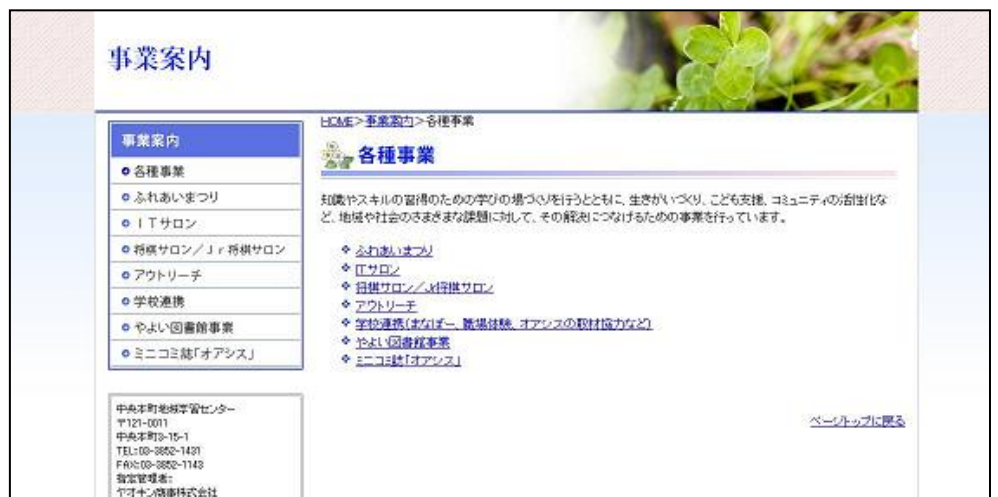 事業案内
HOME>事業案内>各種事業
事業案内
各種事業
ふれあいまつり
ITサロン
将棋サロン/Jr将棋サロン
アウトリーチ
学校連携
やよい図書館事業
ミニコミ誌「オアシス」
各種事業
知識やスキルの習得のための学びの場づくりを行うとともに、生きがいづくり、こども支援、コミュニティの活性化な
ど、地域や社会のさまざまな課題に対して、その解決につなげるための事業を行っています。
ふれあいまつり
ITサロン
将棋サロン/Jr将棋サロン
アウトリーチ
学校連携(まなばー、職場体験、オアシスの取材協力など)
やよい図書館事業
ミニコミ誌「オアシス」
ページトップに戻る
中央本町地域学習センター
〒121-0011
中央本町3-15-1
TEL:03-3852-1431
FAX:03-3852-1143
指定管理者:
ヤオキン商事株式会社